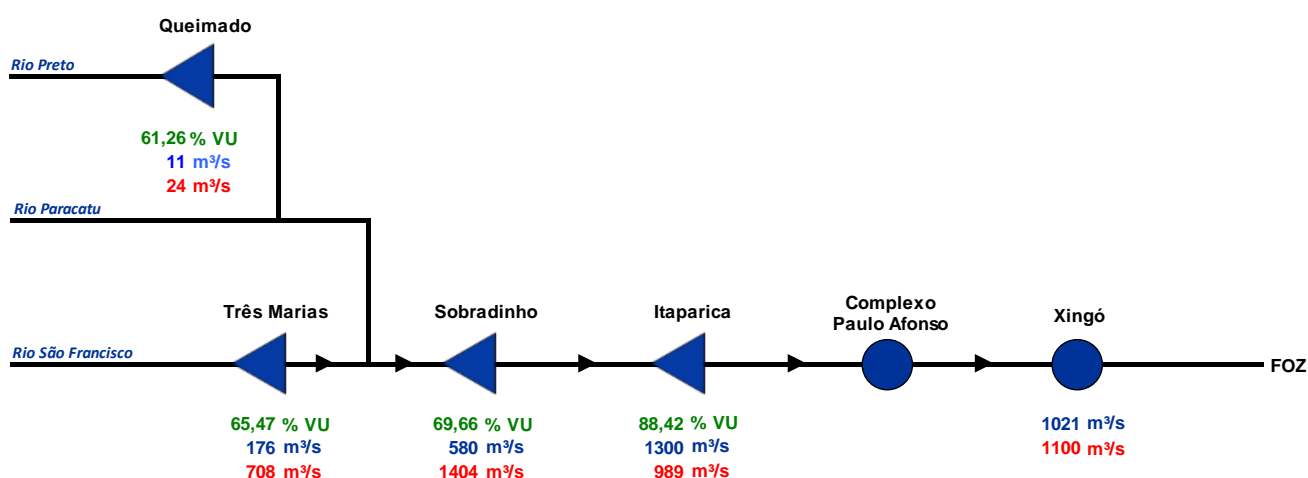 Queimado
Rio Preto
61,26 % VU
11 m³/s
24 m³/s
Rio Paracatu
Três Marias
Sobradinho
Itaparica
Complexo
Paulo Afonso
Xingó
Rio São Francisco
FOZ
65,47 % VU
176 m³/s
708 m³/s
69,66 % VU
580 m³/s
1404 m³/s
88,42 % VU
1300 m³/s
989 m³/s
1021 m³/s
1100 m³/s